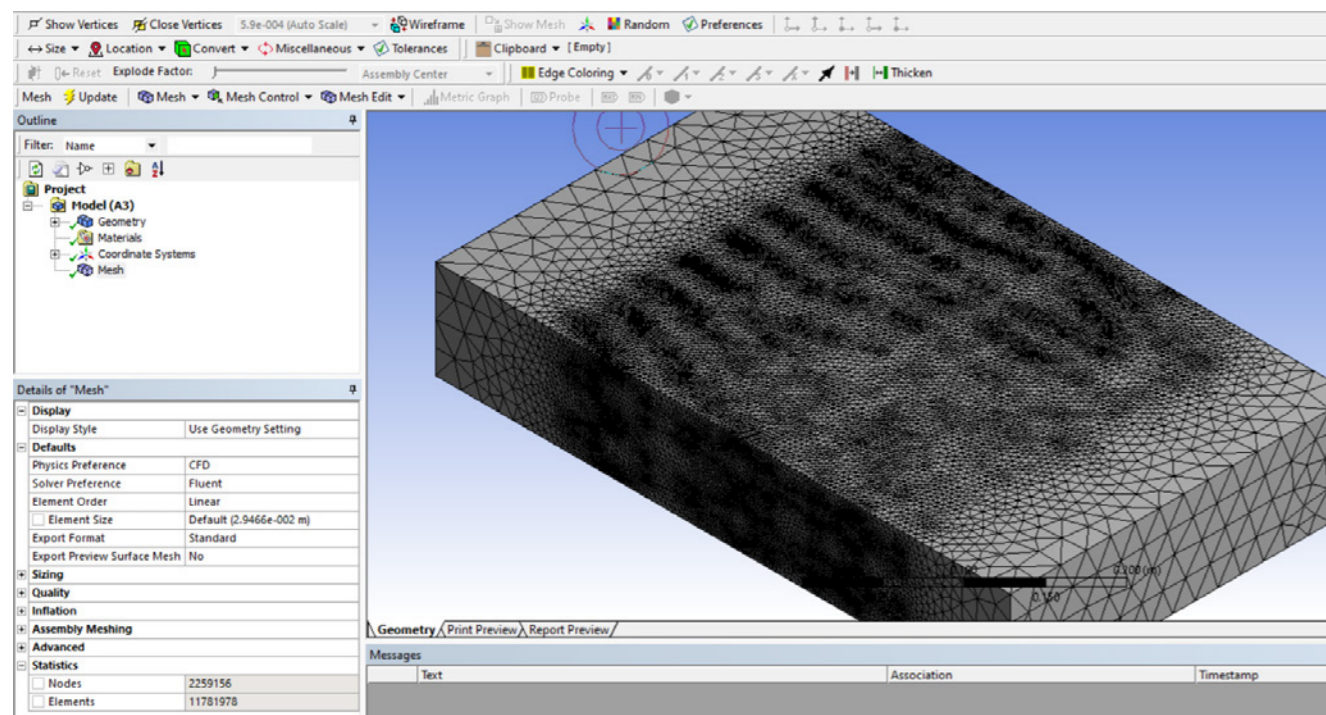 Show Vertices Close Vertices 5.9e-004 (Auto Scale) Wireframe Show Mesh Random Preferences
Size Location Convert Miscellaneous Tolerances Clipboard [Empty]
Reset Explode Factor: Assembly Center Edge Coloring Thicken
Mesh Update Mesh Mesh Control Mesh Edit Metric Graph Probe
Outline
Filter: Name
Project
Model (A3)
Geometry
Materials
Coordinate Systems
Mesh
Details of "Mesh"
Display
Display Style Use Geometry Setting
Defaults
Physics Preference CFD
Solver Preference Fluent
Element Order Linear
Element Size Default (2.9466e-002 m)
Export Format Standard
Export Preview Surface Mesh No
Sizing
Quality
Inflation
Assembly Meshing
Advanced
Statistics
Nodes 2259156
Elements 11781978
0.200 (m)
0.150
Geometry Print Preview Report Preview
Messages
Text Association Timestamp